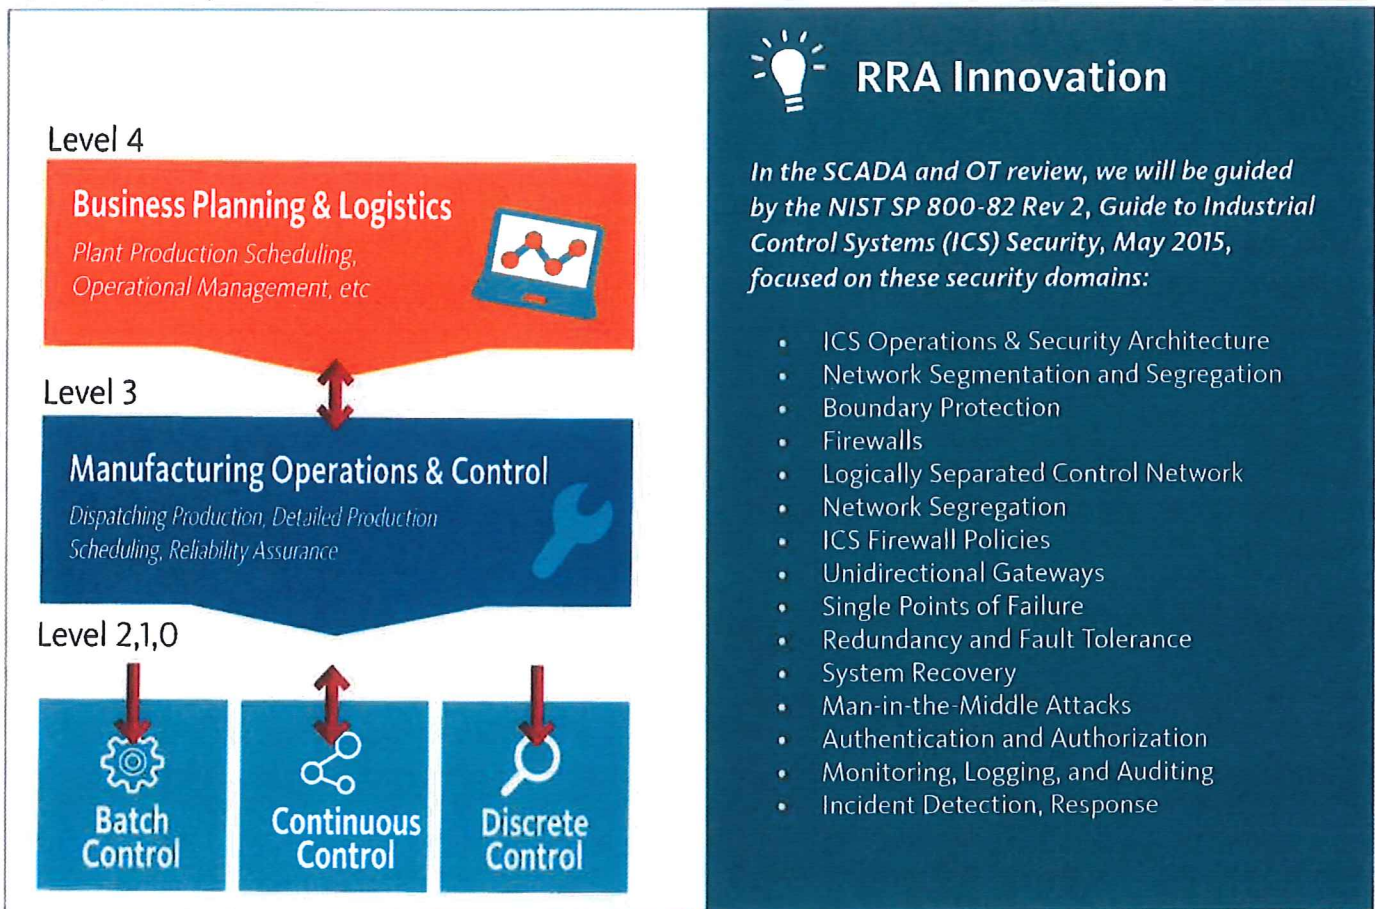 Level 4
Business Planning & Logistics
Plant Production Scheduling,
Operational Management, etc
Level 3
Manufacturing Operations & Control
Dispatching Production, Detailed Production
Scheduling, Reliability Assurance
Level 2,1,0
Batch
Control
Continuous
Control
Discrete
Control
RRA Innovation
In the SCADA and OT review, we will be guided
by the NIST SP 800-82 Rev 2, Guide to Industrial
Control Systems (ICS) Security, May 2015,
focused on these security domains:
• ICS Operations & Security Architecture
• Network Segmentation and Segregation
• Boundary Protection
• Firewalls
• Logically Separated Control Network
• Network Segregation
• ICS Firewall Policies
• Unidirectional Gateways
• Single Points of Failure
• Redundancy and Fault Tolerance
• System Recovery
• Man-in-the-Middle Attacks
• Authentication and Authorization
• Monitoring, Logging, and Auditing
• Incident Detection, Response